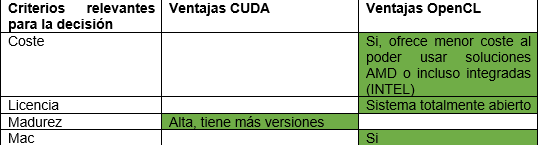 Criterios relevantes para la decisión	Ventajas CUDA	Ventajas OpenCL
Coste		Si, ofrece menor coste al poder usar soluciones AMD o incluso integradas (INTEL)
Licencia		Sistema totalmente abierto
Madurez	Alta, tiene más versiones
Mac		Si